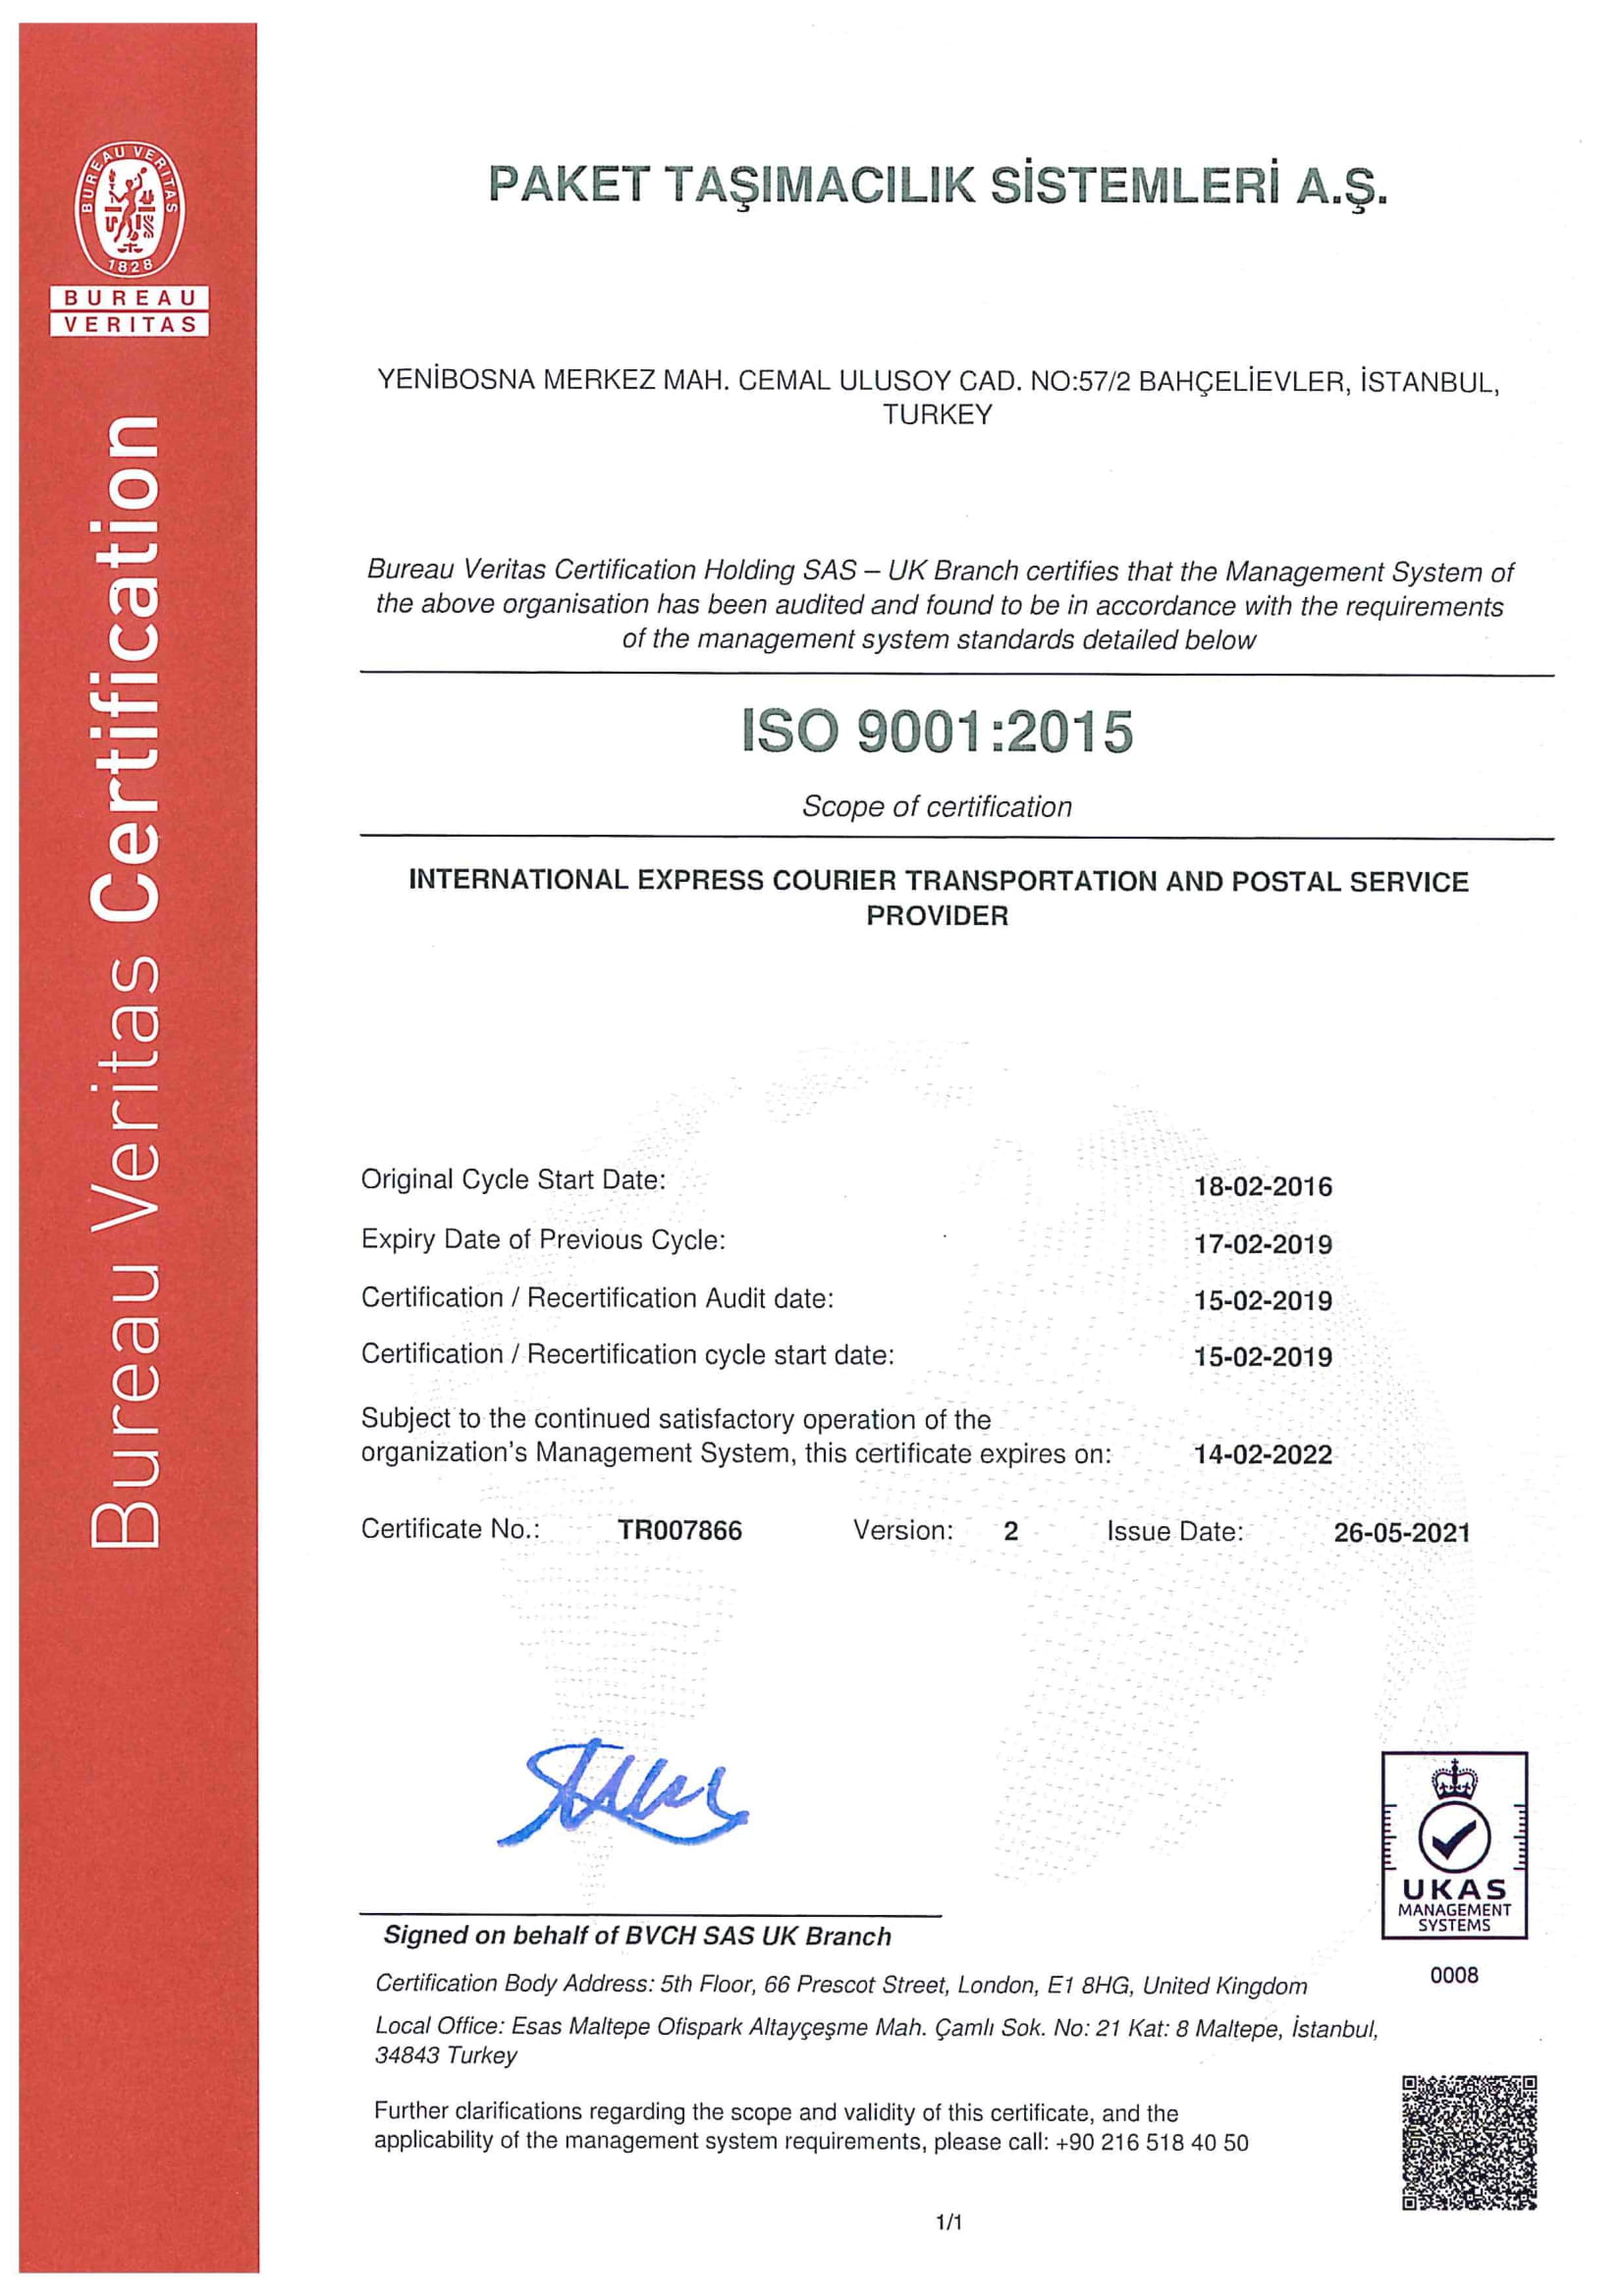 BUREAU VERITAS
1828
BUREAU
VERITAS
Bureau Veritas Certification
PAKET TAŞIMACILIK SİSTEMLERİ A.Ş.
YENİBOSNA MERKEZ MAH. CEMAL ULUSOY CAD. NO:57/2 BAHÇELİEVLER, İSTANBUL,
TURKEY
Bureau Veritas Certification Holding SAS – UK Branch certifies that the Management System of
the above organisation has been audited and found to be in accordance with the requirements
of the management system standards detailed below
ISO 9001:2015
Scope of certification
INTERNATIONAL EXPRESS COURIER TRANSPORTATION AND POSTAL SERVICE
PROVIDER
Original Cycle Start Date: 18-02-2016
Expiry Date of Previous Cycle: 17-02-2019
Certification / Recertification Audit date: 15-02-2019
Certification / Recertification cycle start date: 15-02-2019
Subject to the continued satisfactory operation of the
organization's Management System, this certificate expires on: 14-02-2022
Certificate No.: TR007866 Version: 2 Issue Date: 26-05-2021
UKAS
MANAGEMENT
SYSTEMS
0008
Signed on behalf of BVCH SAS UK Branch
Certification Body Address: 5th Floor, 66 Prescot Street, London, E1 8HG, United Kingdom
Local Office: Esas Maltepe Ofispark Altayçeşme Mah. Çamlı Sok. No: 21 Kat: 8 Maltepe, İstanbul,
34843 Turkey
Further clarifications regarding the scope and validity of this certificate, and the
applicability of the management system requirements, please call: +90 216 518 40 50
1/1